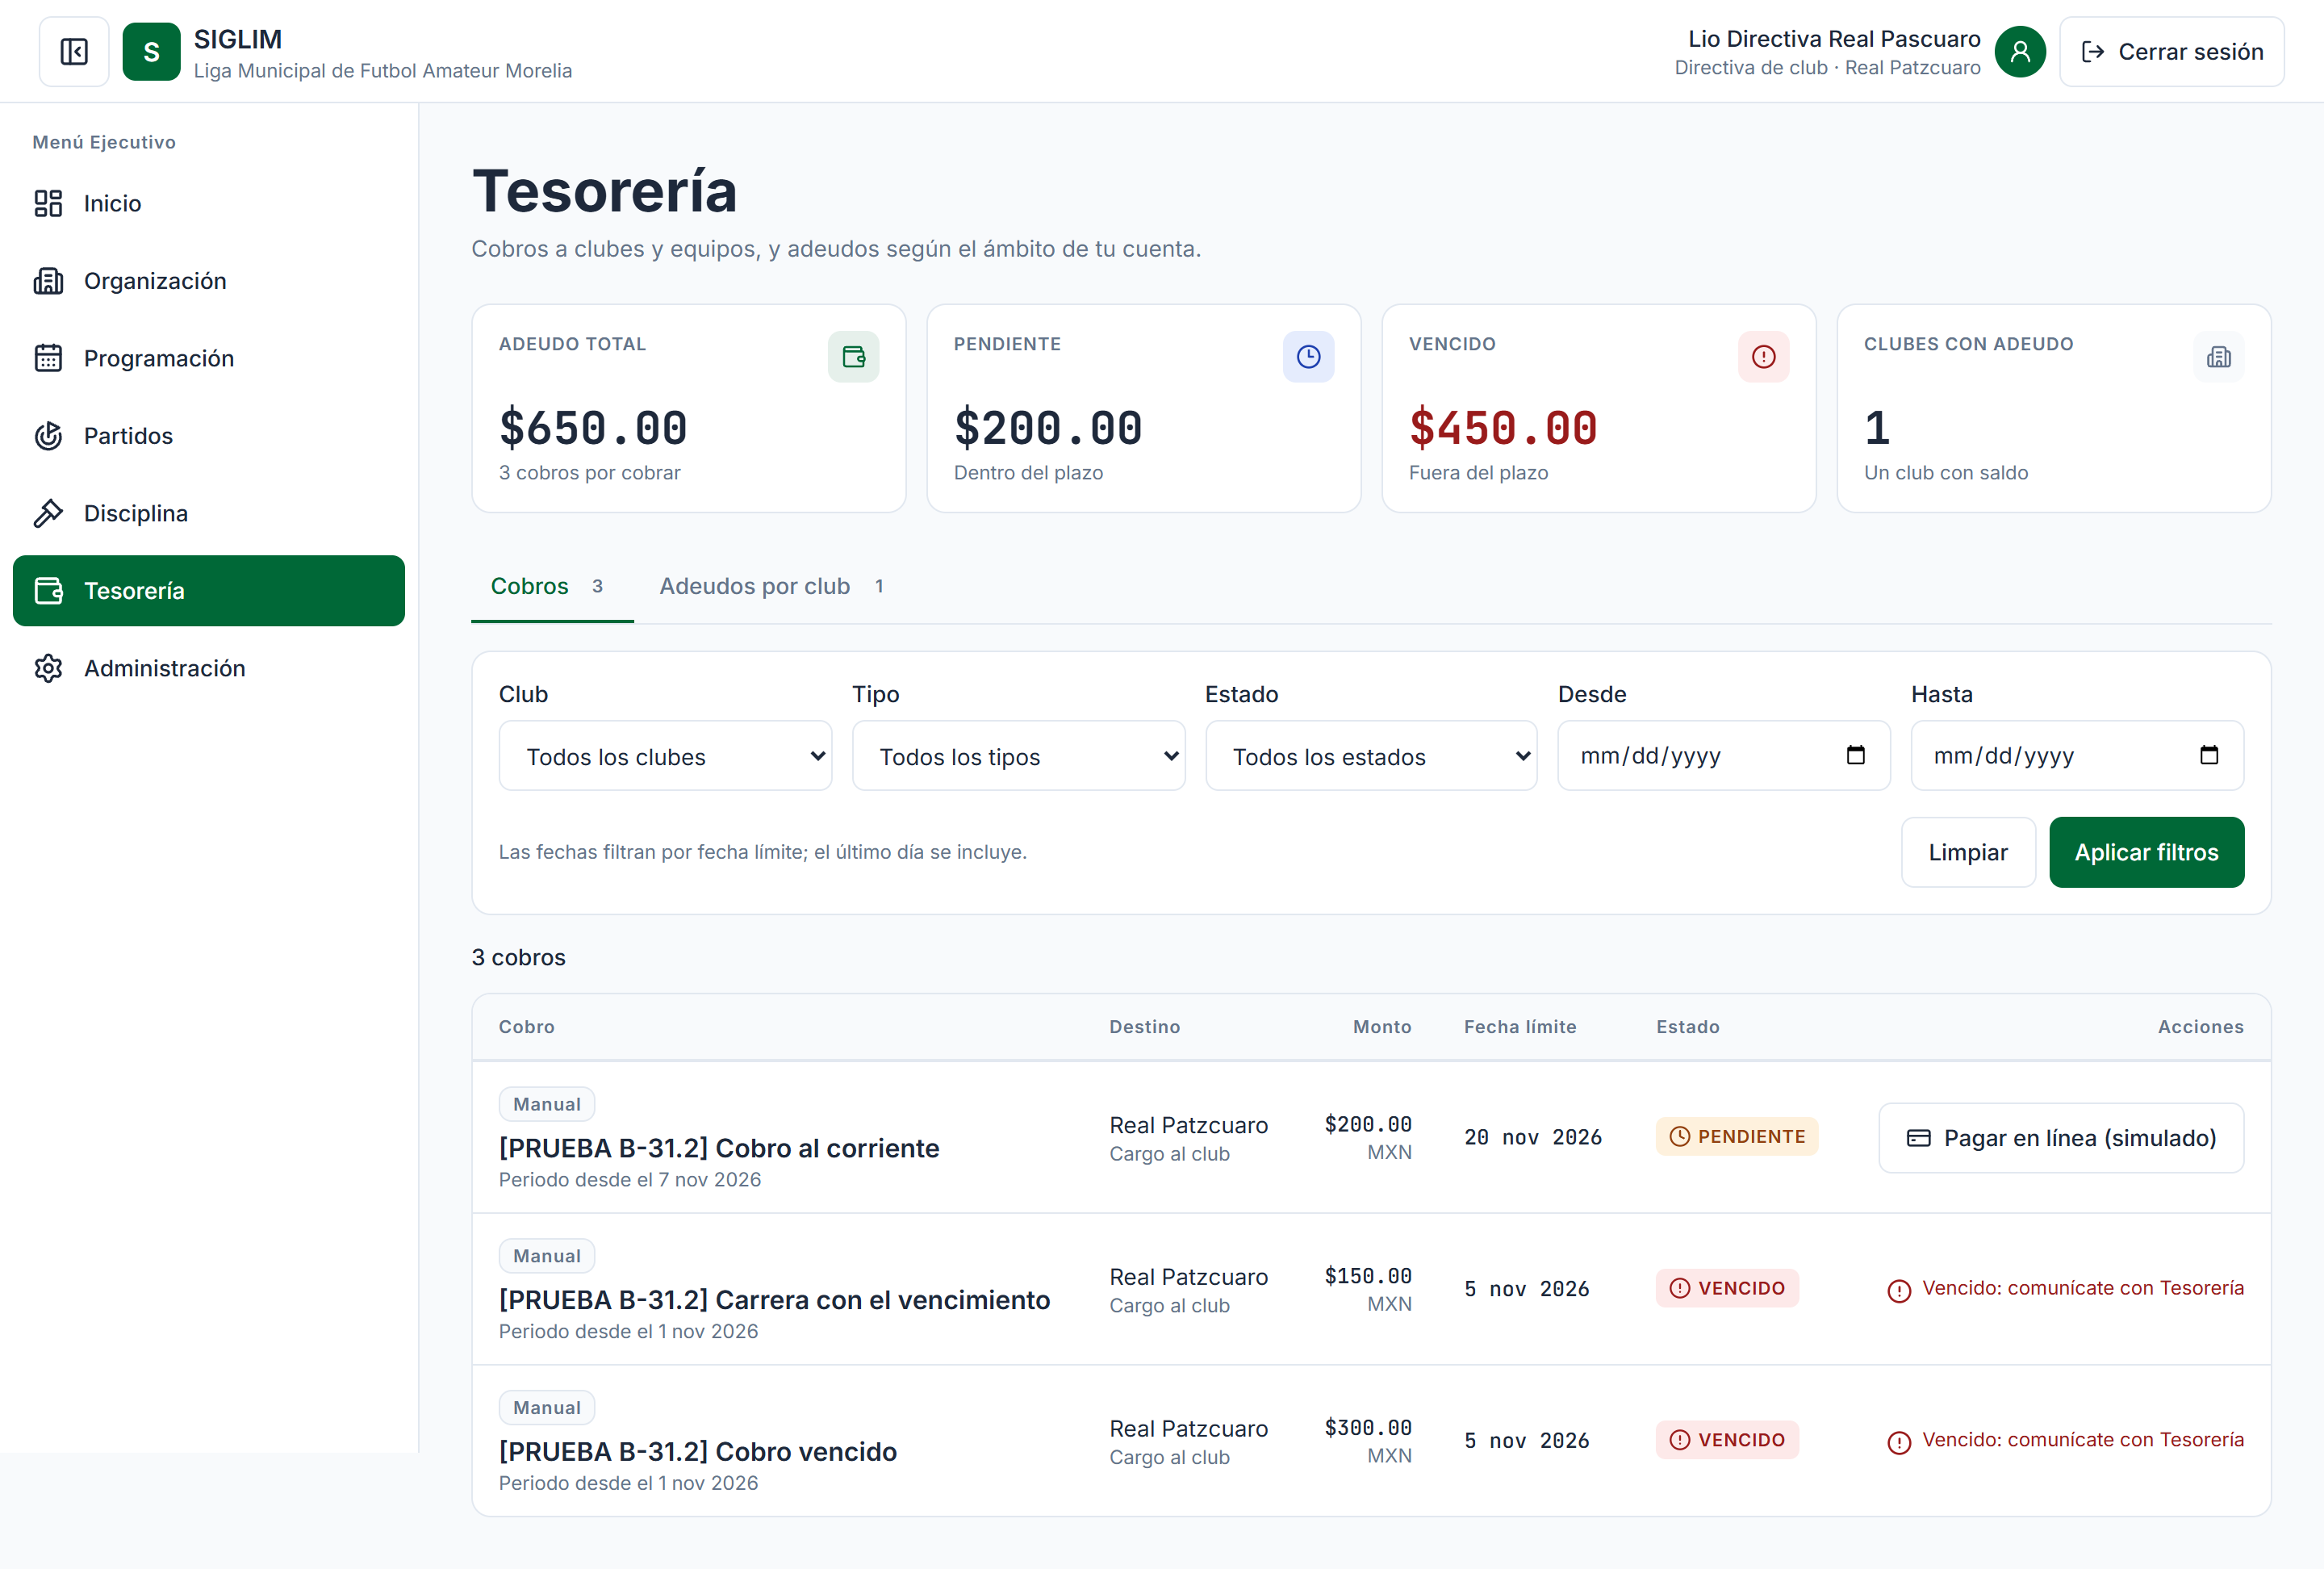 S
SIGLIM
Liga Municipal de Futbol Amateur Morelia
Lio Directiva Real Pascuaro
Directiva de club · Real Patzcuaro
Cerrar sesión
Menú Ejecutivo
Inicio
Organización
Programación
Partidos
Disciplina
Tesorería
Administración
Tesorería
Cobros a clubes y equipos, y adeudos según el ámbito de tu cuenta.
ADEUDO TOTAL
$650.00
3 cobros por cobrar
PENDIENTE
$200.00
Dentro del plazo
VENCIDO
$450.00
Fuera del plazo
CLUBES CON ADEUDO
1
Un club con saldo
Cobros 3 Adeudos por club 1
Club Tipo Estado Desde Hasta
Todos los clubes Todos los tipos Todos los estados mm/dd/yyyy mm/dd/yyyy
Las fechas filtran por fecha límite; el último día se incluye.
Limpiar Aplicar filtros
3 cobros
Cobro Destino Monto Fecha límite Estado Acciones
Manual
[PRUEBA B-31.2] Cobro al corriente
Periodo desde el 7 nov 2026
Real Patzcuaro
Cargo al club
$200.00
MXN
20 nov 2026
PENDIENTE
Pagar en línea (simulado)
Manual
[PRUEBA B-31.2] Carrera con el vencimiento
Periodo desde el 1 nov 2026
Real Patzcuaro
Cargo al club
$150.00
MXN
5 nov 2026
VENCIDO
Vencido: comunícate con Tesorería
Manual
[PRUEBA B-31.2] Cobro vencido
Periodo desde el 1 nov 2026
Real Patzcuaro
Cargo al club
$300.00
MXN
5 nov 2026
VENCIDO
Vencido: comunícate con Tesorería